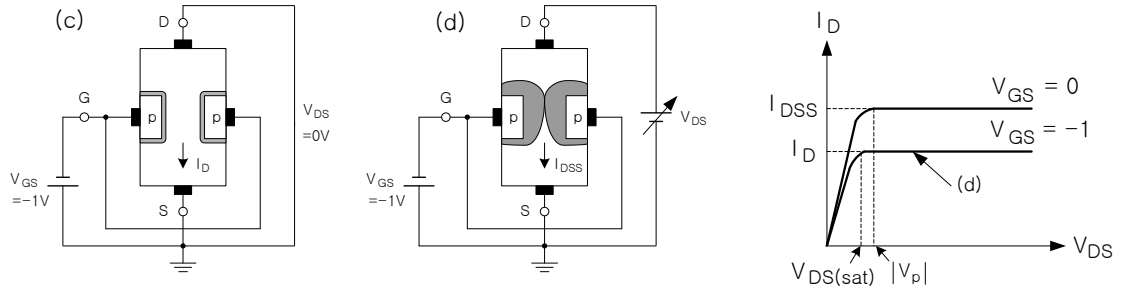 (c)
D
G
p
p
V_DS
=0V
I_D
V_GS
=−1V
S
(d)
D
G
p
p
V_DS
I_DSS
V_GS
=−1V
S
I_D
V_GS = 0
I_DSS
V_GS = −1
I_D
(d)
V_DS
V_DS(sat)
|V_p|